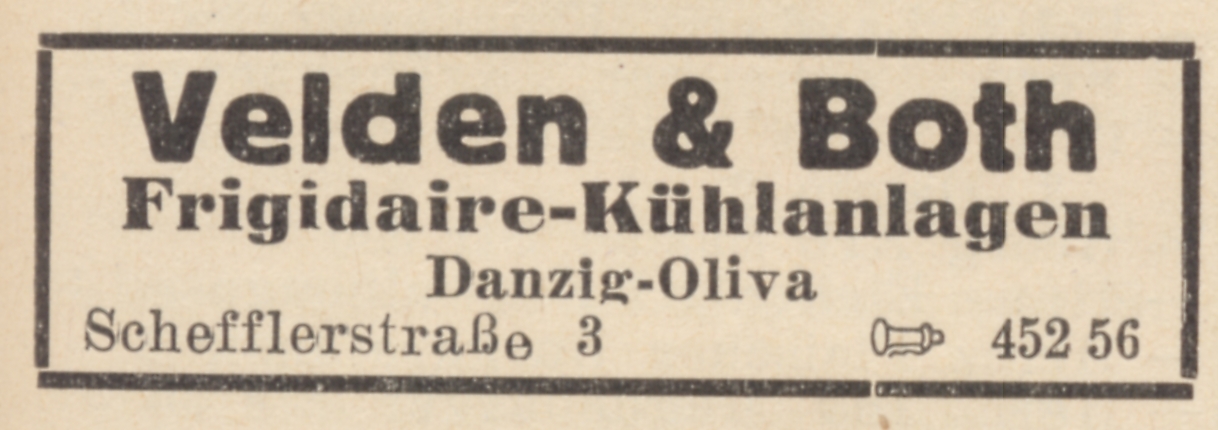 Velden & Both
Frigidaire-Kühlanlagen
Danzig-Oliva
Schefflerstraße 3 452 56